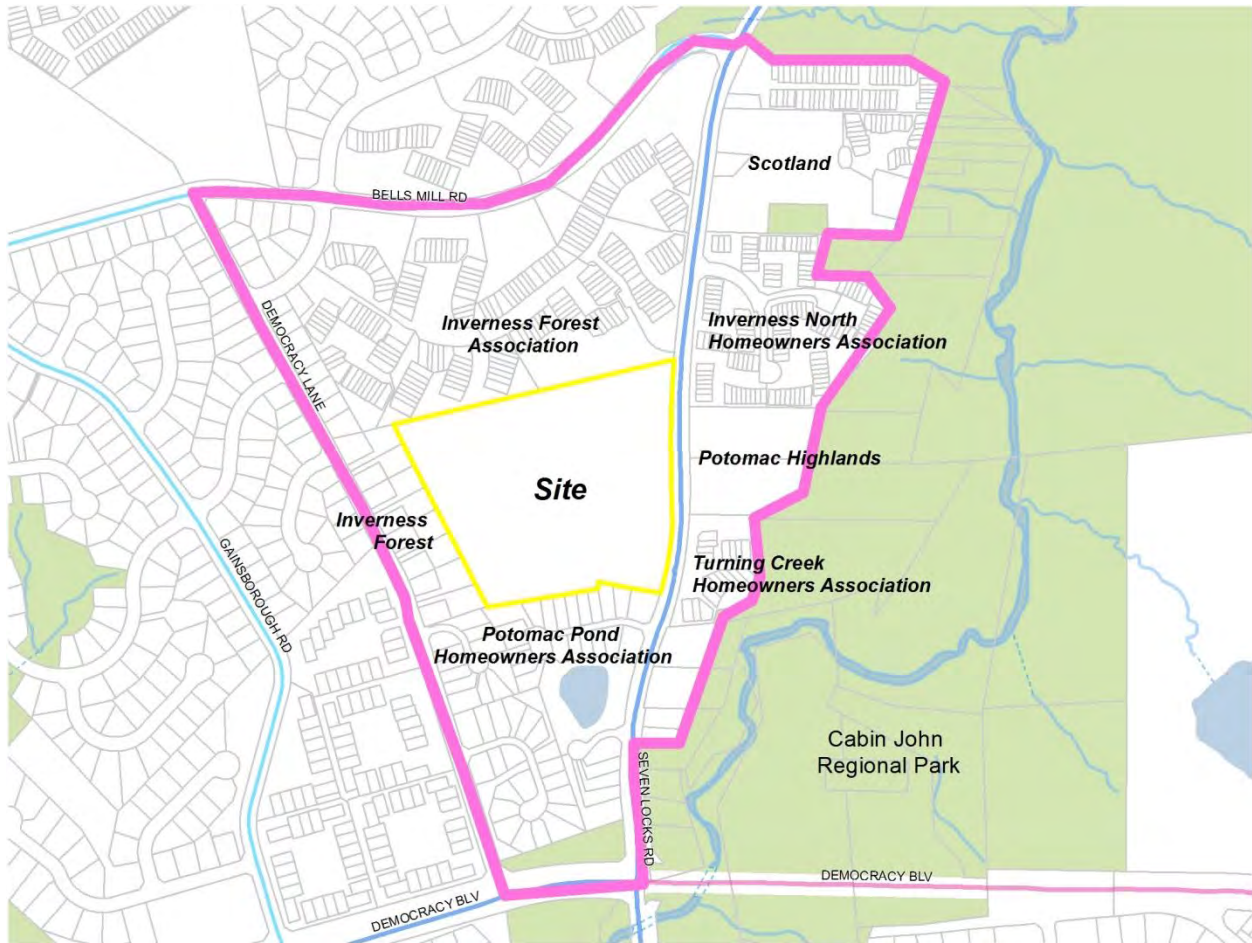 Scotland
BELLS MILL RD
DEMOCRACY LANE
Inverness Forest
Association
Inverness North
Homeowners Association
Site
Potomac Highlands
Inverness
Forest
GAINSBOROUGH RD
Turning Creek
Homeowners Association
Potomac Pond
Homeowners Association
Cabin John
Regional Park
SEVEN LOCKS RD
DEMOCRACY BLV
DEMOCRACY BLV